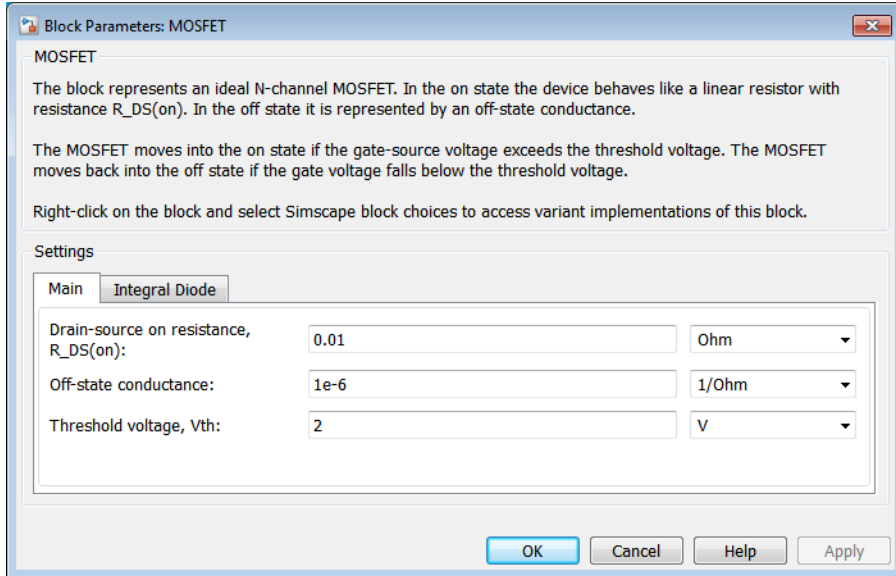 Block Parameters: MOSFET
MOSFET
The block represents an ideal N-channel MOSFET. In the on state the device behaves like a linear resistor with
resistance R_DS(on). In the off state it is represented by an off-state conductance.
The MOSFET moves into the on state if the gate-source voltage exceeds the threshold voltage. The MOSFET
moves back into the off state if the gate voltage falls below the threshold voltage.
Right-click on the block and select Simscape block choices to access variant implementations of this block.
Settings
Main Integral Diode
Drain-source on resistance,
R_DS(on): 0.01 Ohm
Off-state conductance: 1e-6 1/Ohm
Threshold voltage, Vth: 2 V
OK Cancel Help Apply